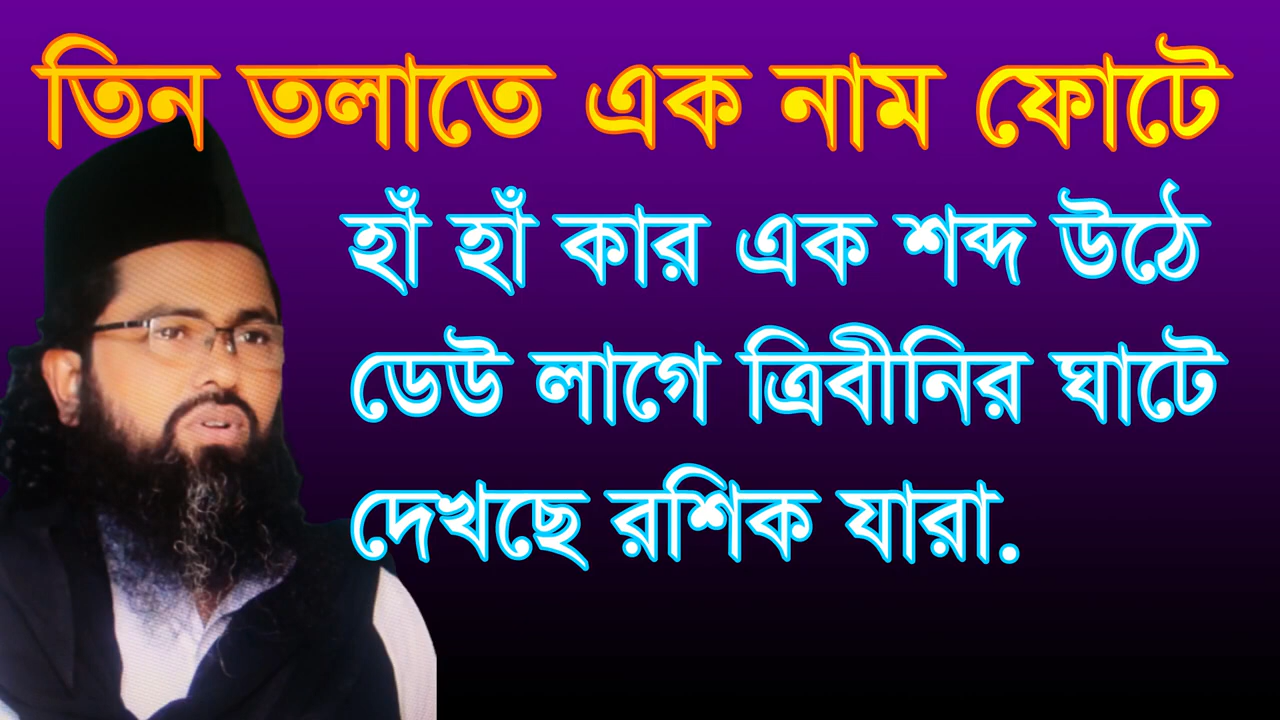 তিন তলাতে এক নাম ফোটে
হাঁ হাঁ কার এক শব্দ উঠে
ডেউ লাগে ত্রিবীনির ঘাটে
দেখছে রশিক যারা.